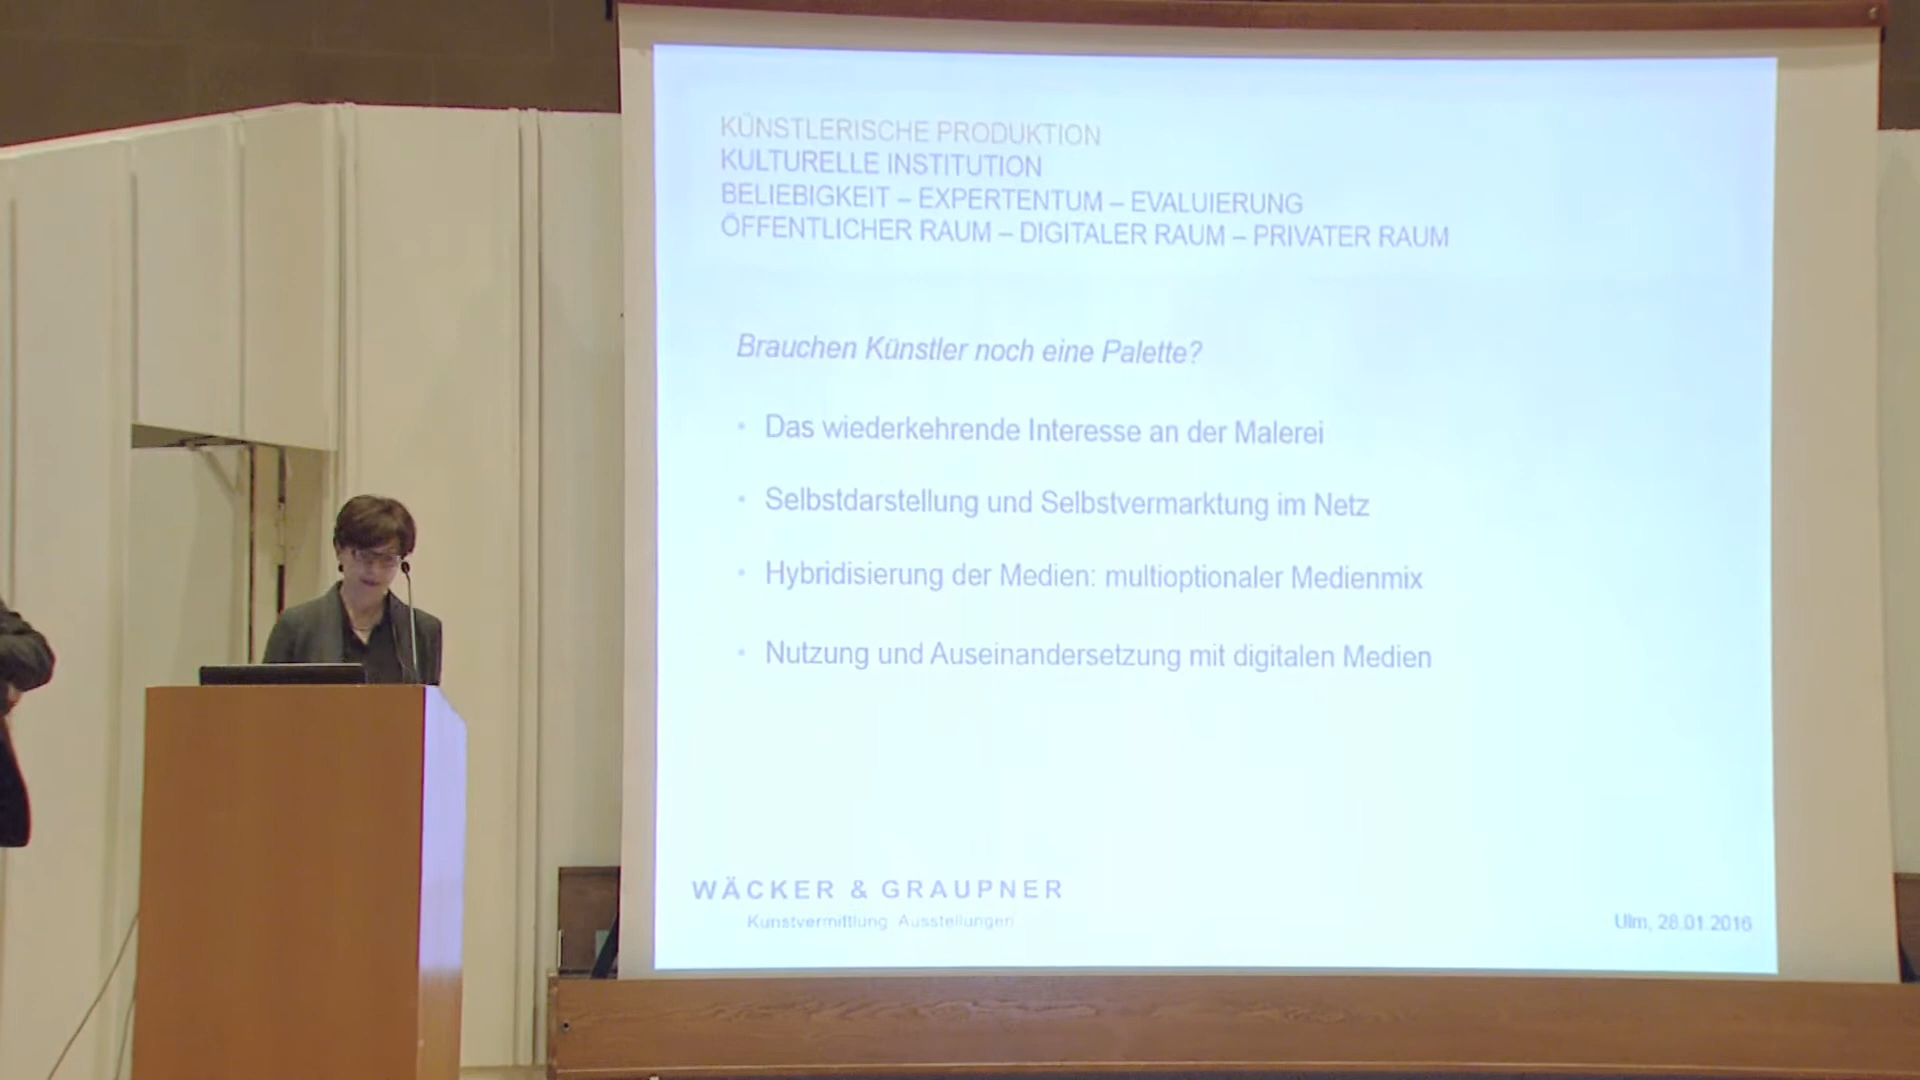 KÜNSTLERISCHE PRODUKTION
KULTURELLE INSTITUTION
BELIEBIGKEIT – EXPERTENTUM – EVALUIERUNG
ÖFFENTLICHER RAUM – DIGITALER RAUM – PRIVATER RAUM
Brauchen Künstler noch eine Palette?
• Das wiederkehrende Interesse an der Malerei
• Selbstdarstellung und Selbstvermarktung im Netz
• Hybridisierung der Medien: multioptionaler Medienmix
• Nutzung und Auseinandersetzung mit digitalen Medien
WÄCKER & GRAUPNER
Kunstvermittlung Ausstellungen
Ulm, 28.01.2016